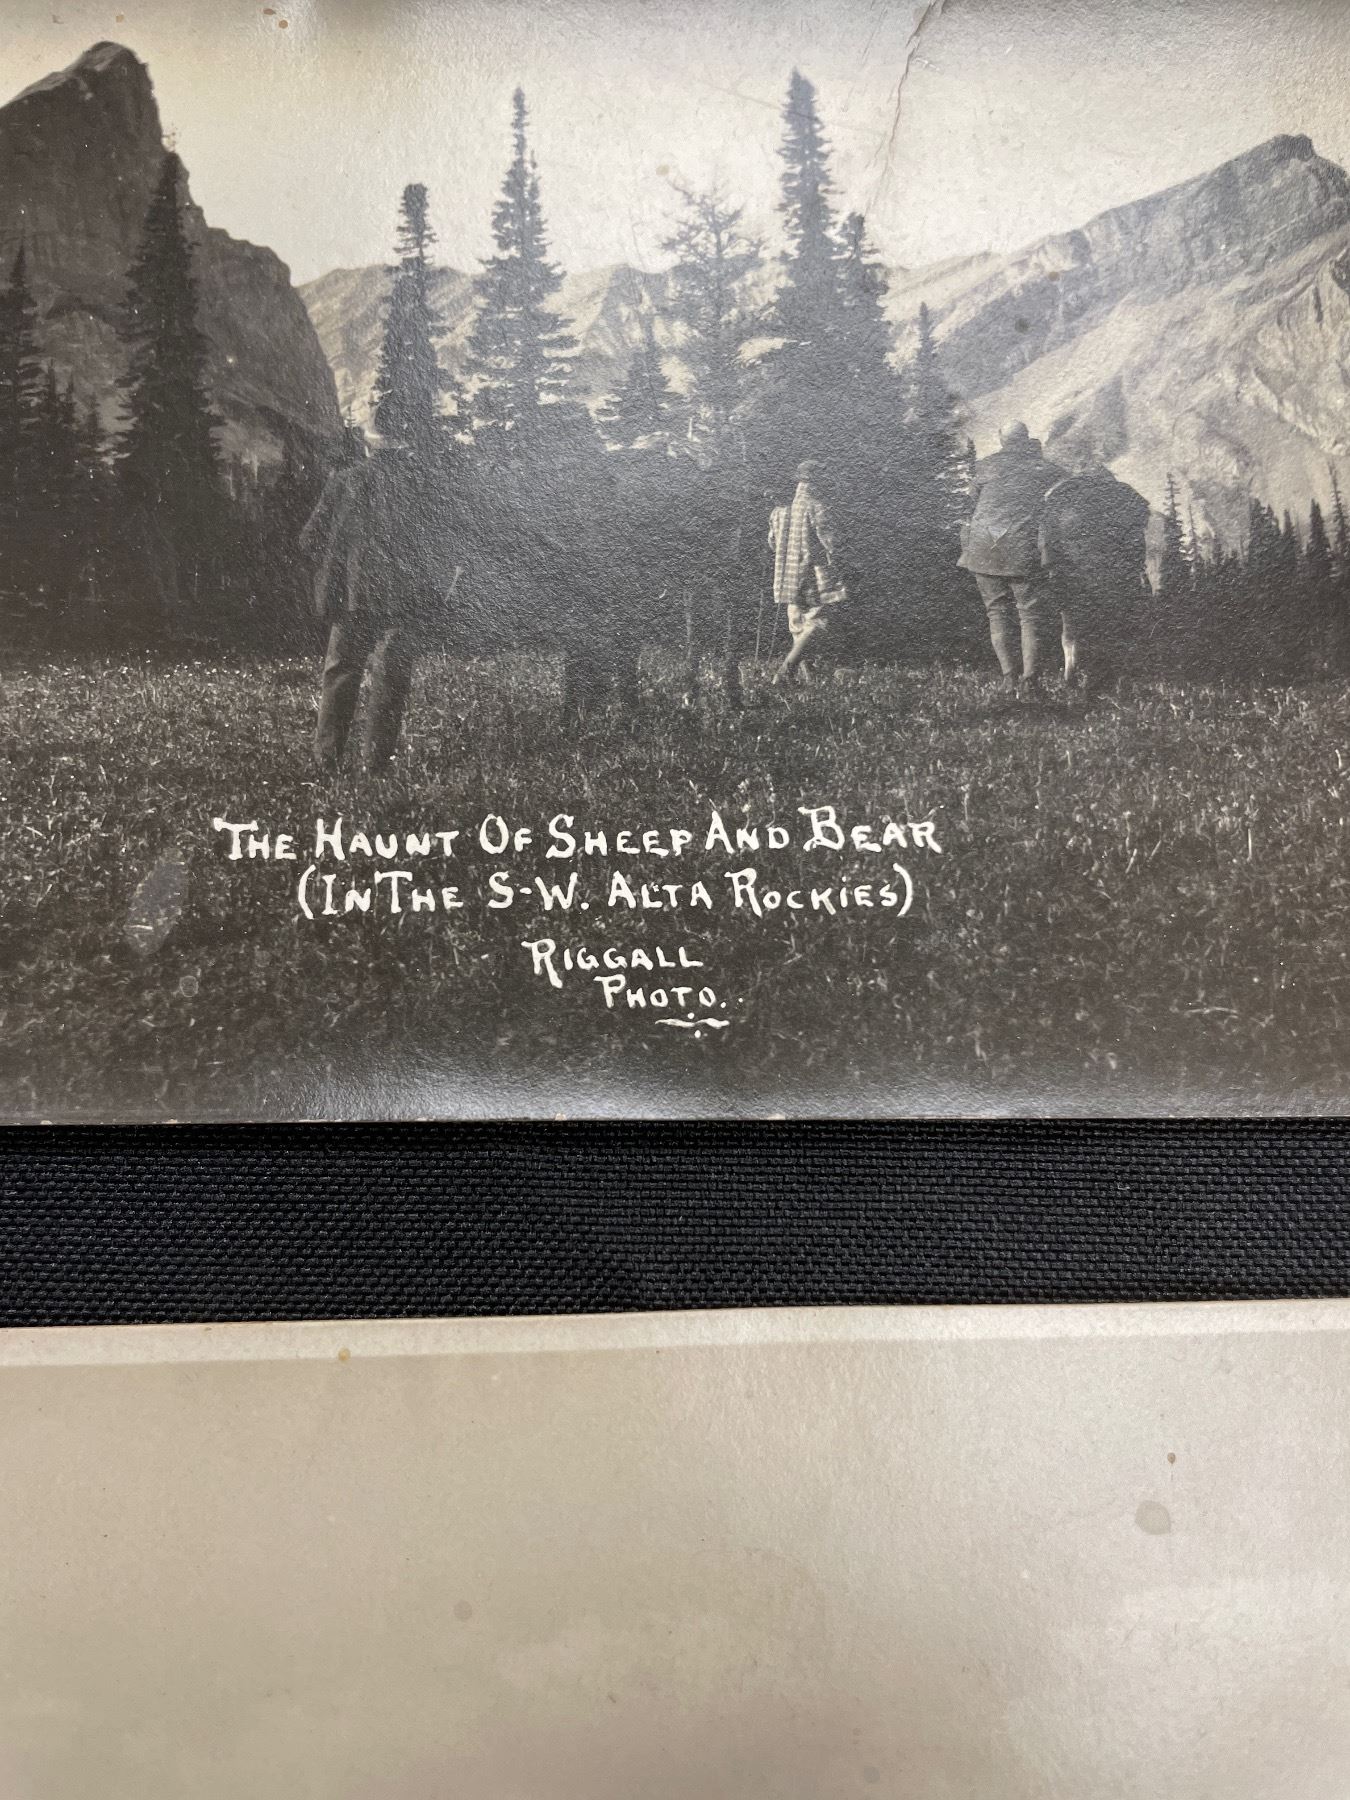 The Haunt Of Sheep And Bear
(In The S-W. Alta Rockies)
Riggall
Photo.